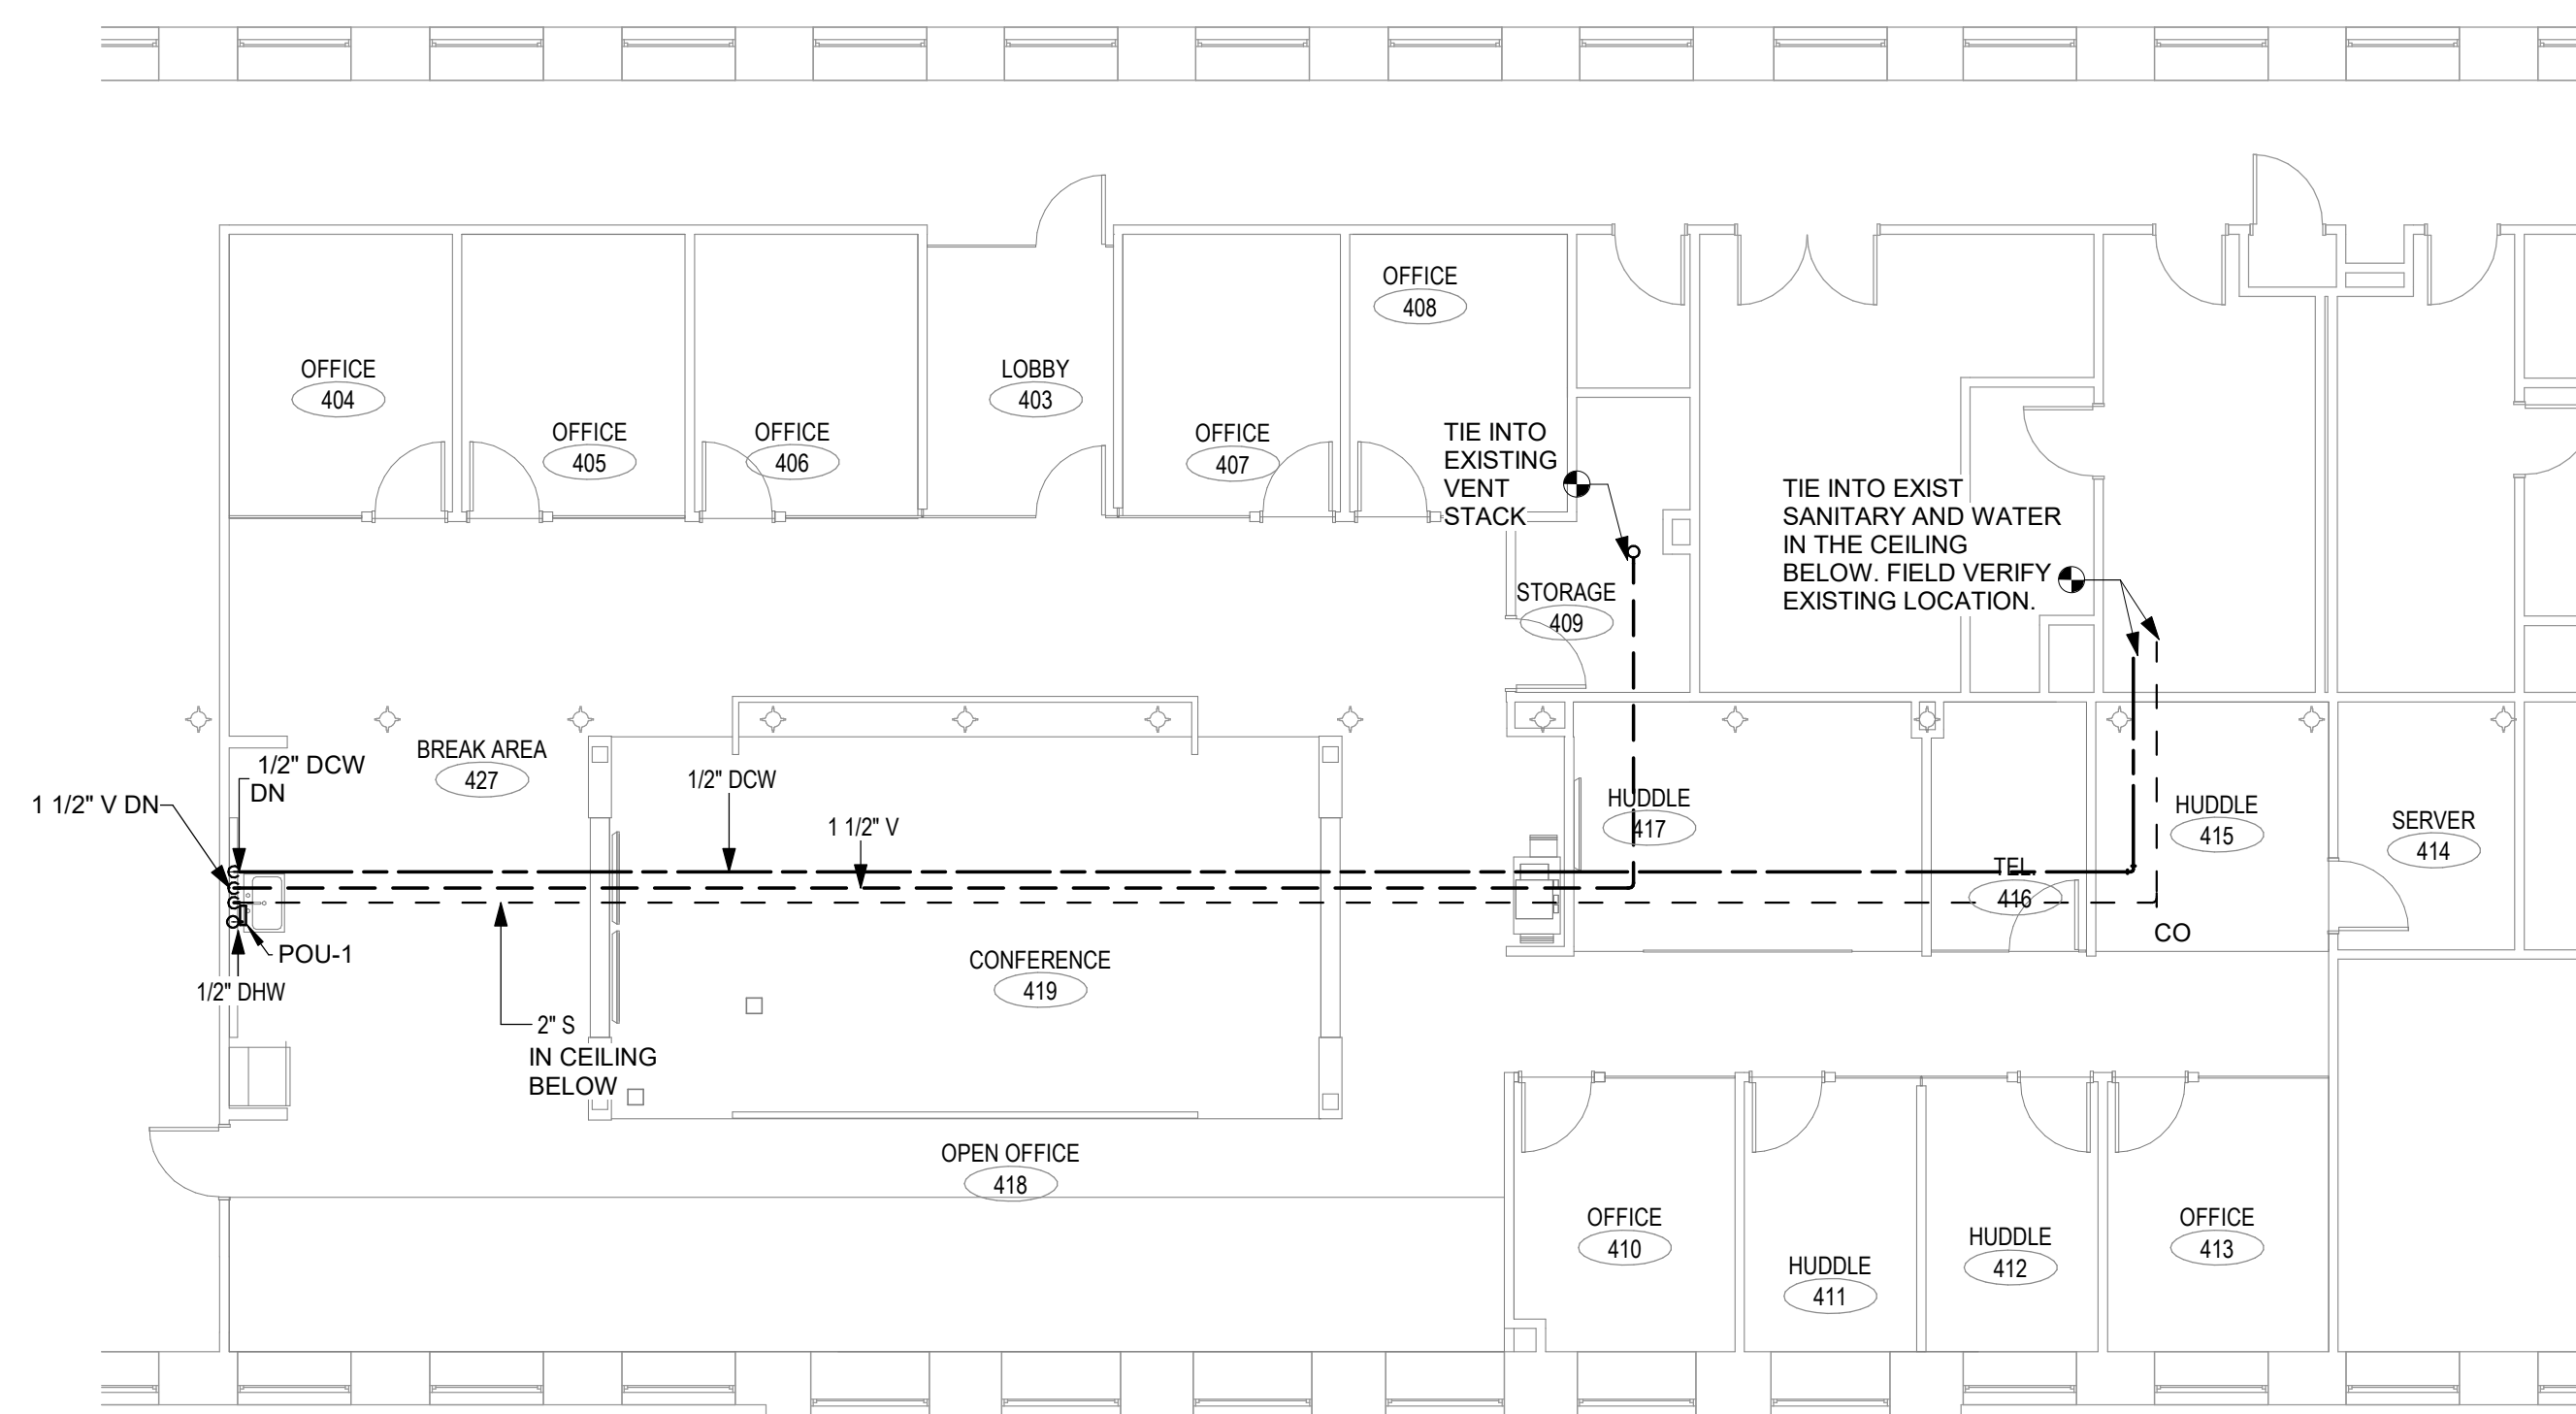 OFFICE
408
OFFICE
404
LOBBY
403
OFFICE
405
OFFICE
406
OFFICE
407
TIE INTO
EXISTING
VENT
STACK
TIE INTO EXIST
SANITARY AND WATER
IN THE CEILING
BELOW. FIELD VERIFY
EXISTING LOCATION.
STORAGE
409
BREAK AREA
427
1/2" DCW
DN
1 1/2" V DN
1/2" DCW
1 1/2" V
HUDDLE
417
HUDDLE
415
SERVER
414
TEL.
416
CO
POU-1
1/2" DHW
CONFERENCE
419
2" S
IN CEILING
BELOW
OPEN OFFICE
418
OFFICE
410
HUDDLE
411
HUDDLE
412
OFFICE
413